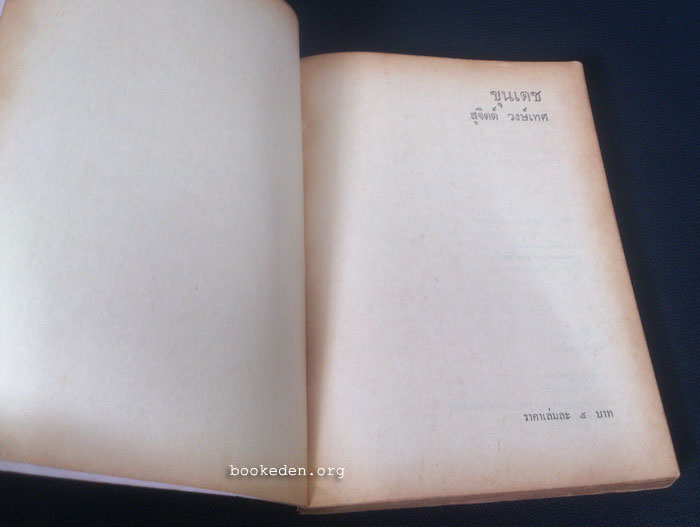 ขุนเดช
สุจิตต์ วงษ์เทศ
ราคาเล่มละ ๕ บาท
bookeden.org